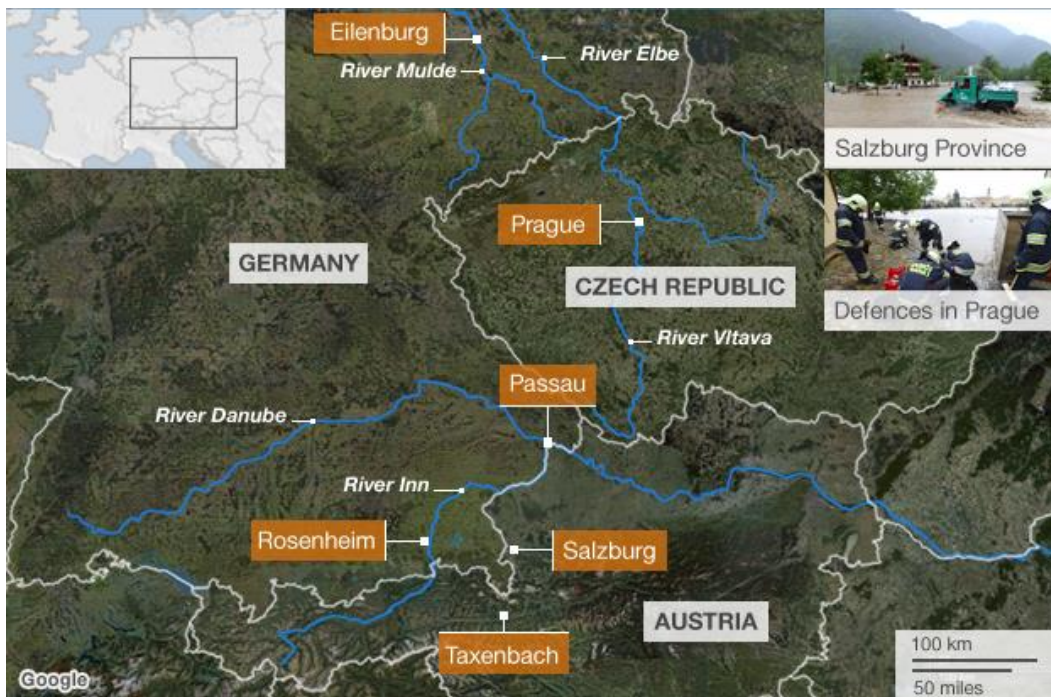 Eilenburg
River Mulde
River Elbe
Salzburg Province
Prague
GERMANY
CZECH REPUBLIC
Defences in Prague
River Vltava
Passau
River Danube
River Inn
Rosenheim
Salzburg
AUSTRIA
Taxenbach
100 km
50 miles
Google